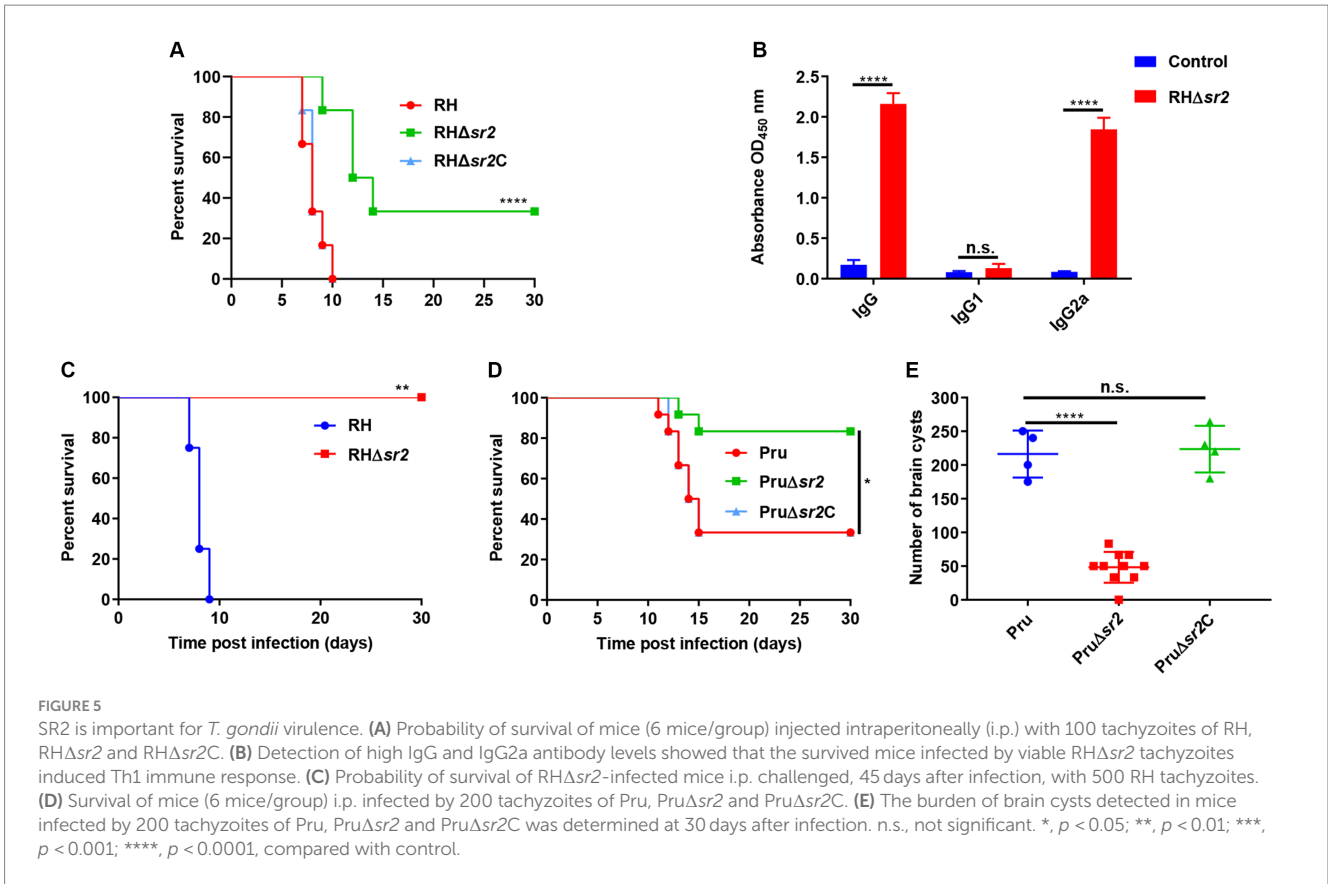 A
100
80
60
40
20
0
Percent survival
0 5 10 15 20 25 30
RH
RHΔsr2
RHΔsr2C
****
B
Control
RHΔsr2
2.5
2.0
1.5
1.0
0.5
0.0
Absorbance OD450 nm
****
n.s.
****
IgG
IgG1
IgG2a
C
100
80
60
40
20
0
Percent survival
0 10 20 30
Time post infection (days)
**
RH
RHΔsr2
D
100
80
60
40
20
0
Percent survival
0 5 10 15 20 25 30
Time post infection (days)
Pru
PruΔsr2
PruΔsr2C
*
E
300
250
200
150
100
50
0
Number of brain cysts
n.s.
****
Pru
PruΔsr2
PruΔsr2C
FIGURE 5
SR2 is important for T. gondii virulence. (A) Probability of survival of mice (6 mice/group) injected intraperitoneally (i.p.) with 100 tachyzoites of RH,
RHΔsr2 and RHΔsr2C. (B) Detection of high IgG and IgG2a antibody levels showed that the survived mice infected by viable RHΔsr2 tachyzoites
induced Th1 immune response. (C) Probability of survival of RHΔsr2-infected mice i.p. challenged, 45 days after infection, with 500 RH tachyzoites.
(D) Survival of mice (6 mice/group) i.p. infected by 200 tachyzoites of Pru, PruΔsr2 and PruΔsr2C. (E) The burden of brain cysts detected in mice
infected by 200 tachyzoites of Pru, PruΔsr2 and PruΔsr2C was determined at 30 days after infection. n.s., not significant. *, p < 0.05; **, p < 0.01; ***,
p < 0.001; ****, p < 0.0001, compared with control.